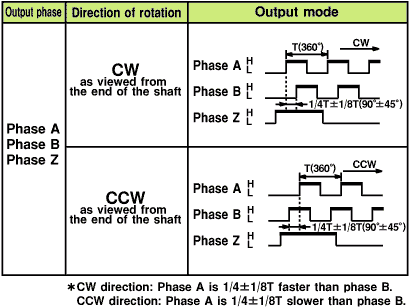 Output phase Direction of rotation Output mode
Phase A
Phase B
Phase Z
CW
as viewed from
the end of the shaft
T(360°) CW
Phase A H L
Phase B H L
1/4T±1/8T(90°±45°)
Phase Z H L
CCW
as viewed from
the end of the shaft
T(360°) CCW
Phase A H L
Phase B H L
1/4T±1/8T(90°±45°)
Phase Z H L
*CW direction: Phase A is 1/4±1/8T faster than phase B.
CCW direction: Phase A is 1/4±1/8T slower than phase B.